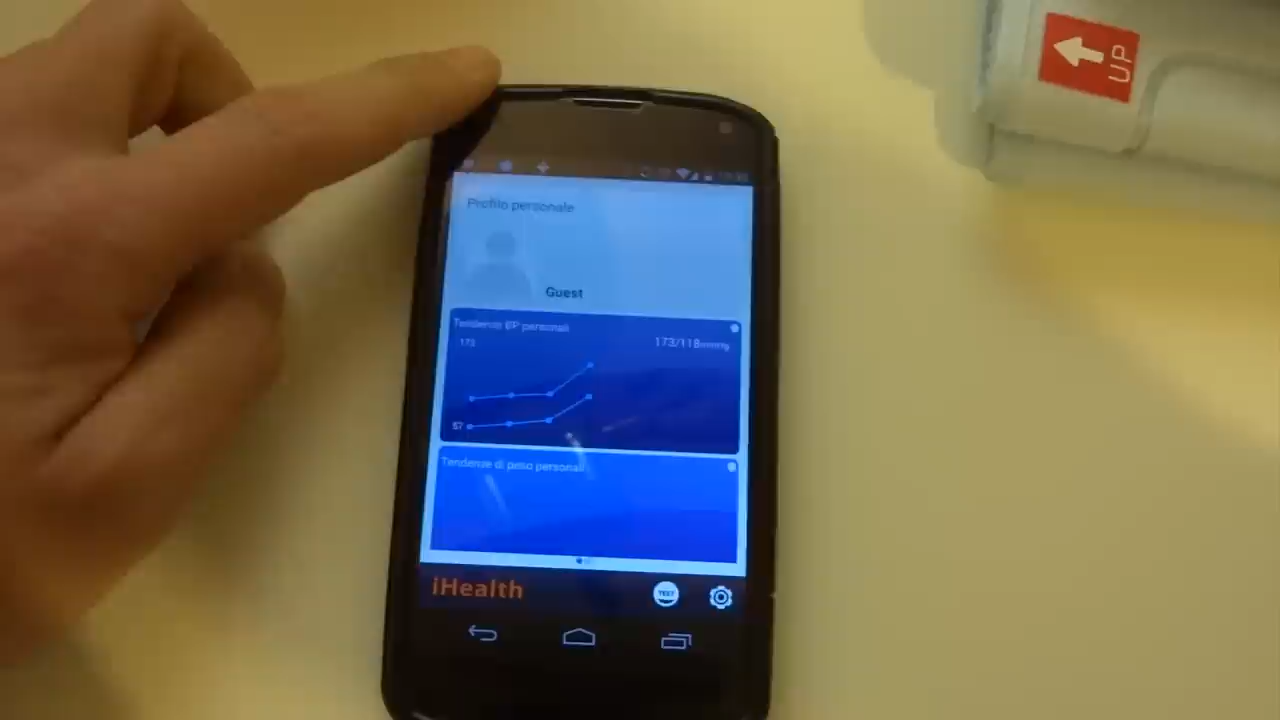 UP
Profilo personale
Guest
Tendenze BP personali
173
173/118mmHg
57
Tendenze di peso personali
iHealth
TEST